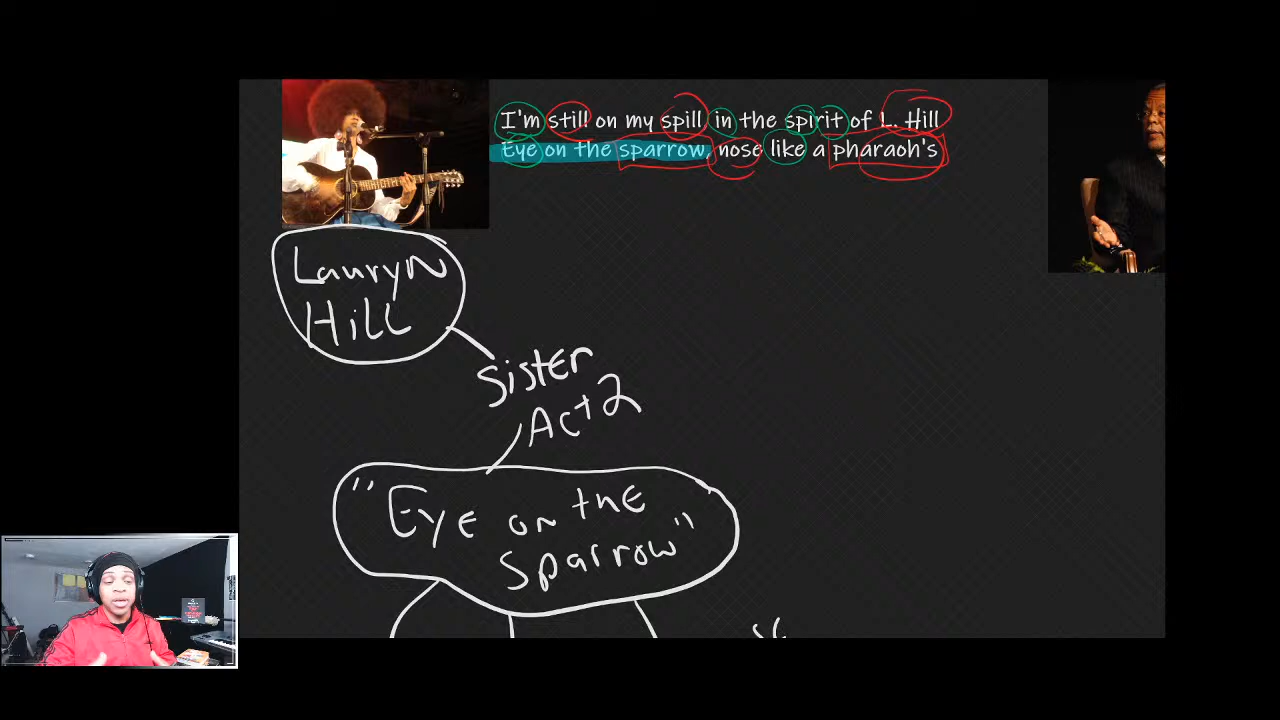 I'm still on my spill in the spirit of L. Hill
Eye on the sparrow, nose like a pharaoh's
Lauryn
Hill
Sister
Act 2
"Eye on the
Sparrow"